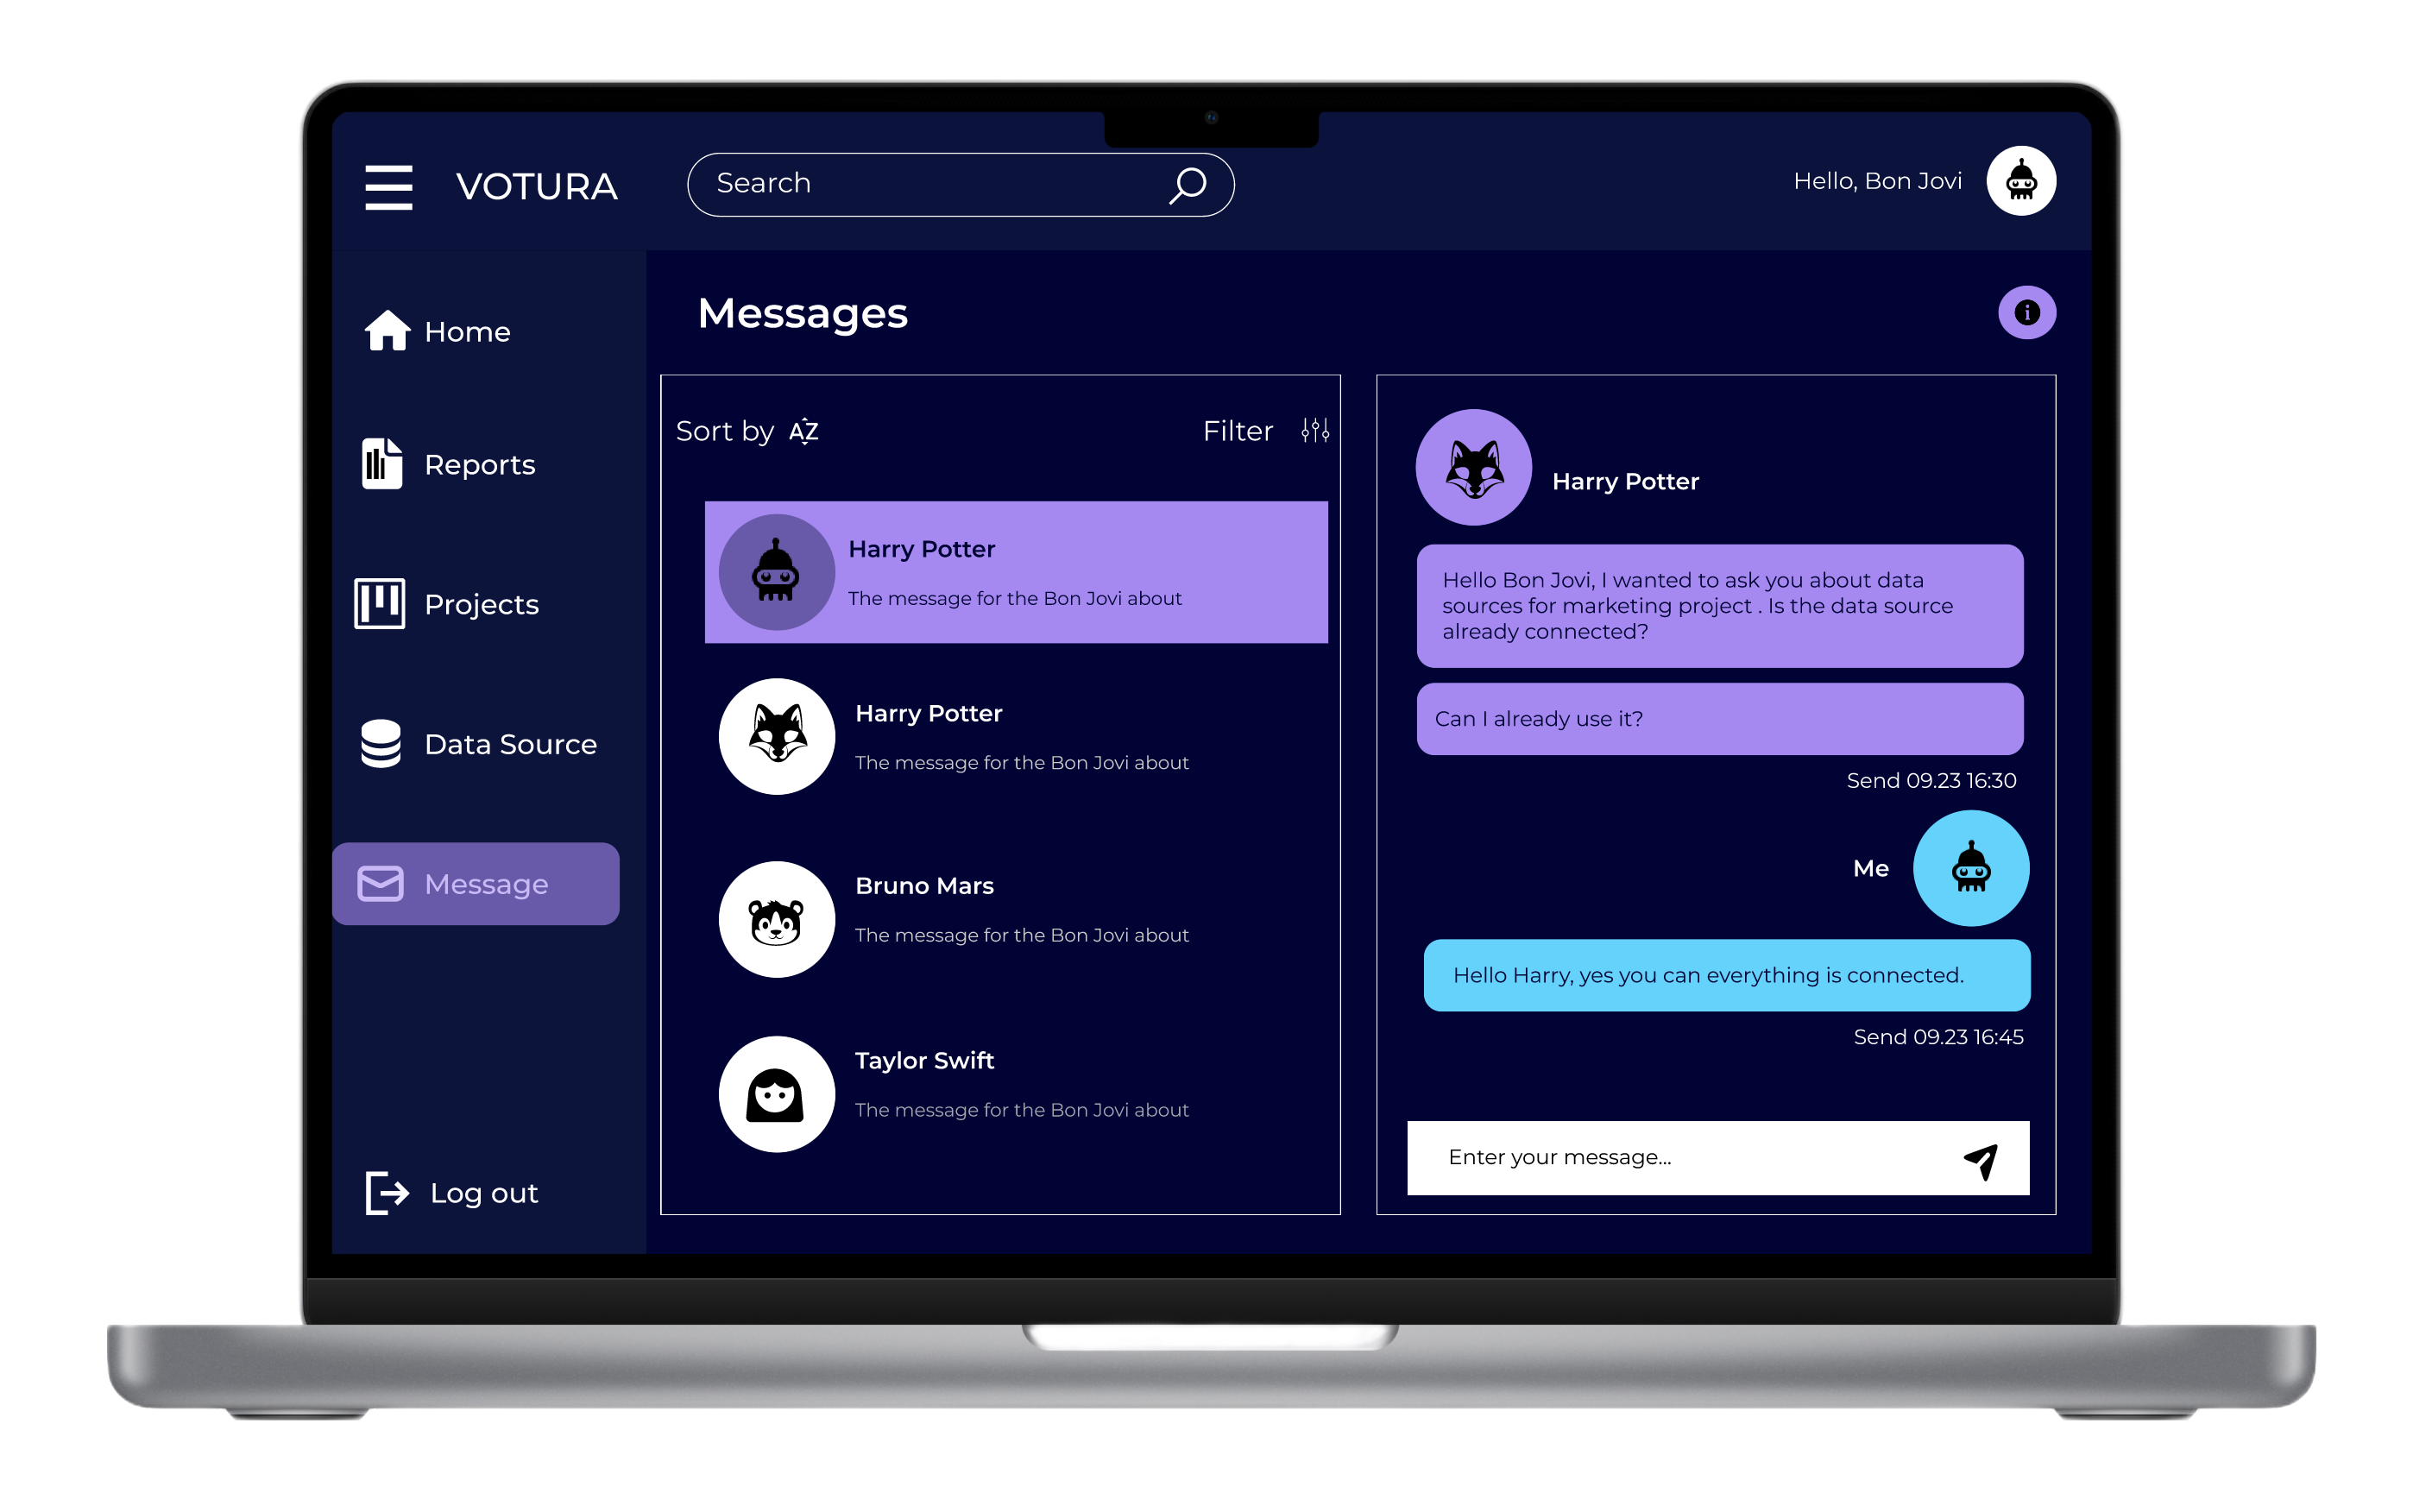 VOTURA
Search
Hello, Bon Jovi
Home
Reports
Projects
Data Source
Message
Log out
Messages
Sort by AZ
Filter
Harry Potter
The message for the Bon Jovi about
Harry Potter
The message for the Bon Jovi about
Bruno Mars
The message for the Bon Jovi about
Taylor Swift
The message for the Bon Jovi about
Harry Potter
Hello Bon Jovi, I wanted to ask you about data
sources for marketing project . Is the data source
already connected?
Can I already use it?
Send 09.23 16:30
Me
Hello Harry, yes you can everything is connected.
Send 09.23 16:45
Enter your message...